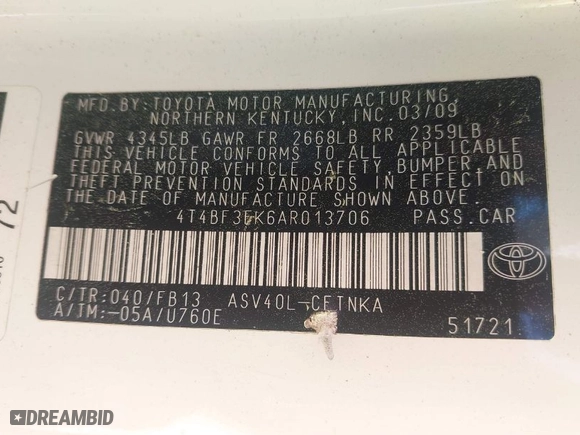 MFD. BY: TOYOTA MOTOR MANUFACTURING,
NORTHERN KENTUCKY, INC. 03/09
GVWR 4345LB GAWR FR 2668LB RR 2359LB
THIS VEHICLE CONFORMS TO ALL APPLICABLE
FEDERAL MOTOR VEHICLE SAFETY, BUMPER AND
THEFT PREVENTION STANDARDS IN EFFECT ON
THE DATE OF MANUFACTURE SHOWN ABOVE.
4T4BF3EK6AR013706 PASS.CAR
C/TR:040/FB13 ASV40L-CETNKA
A/TM:-05A/U760E
51721
72
DREAMBID